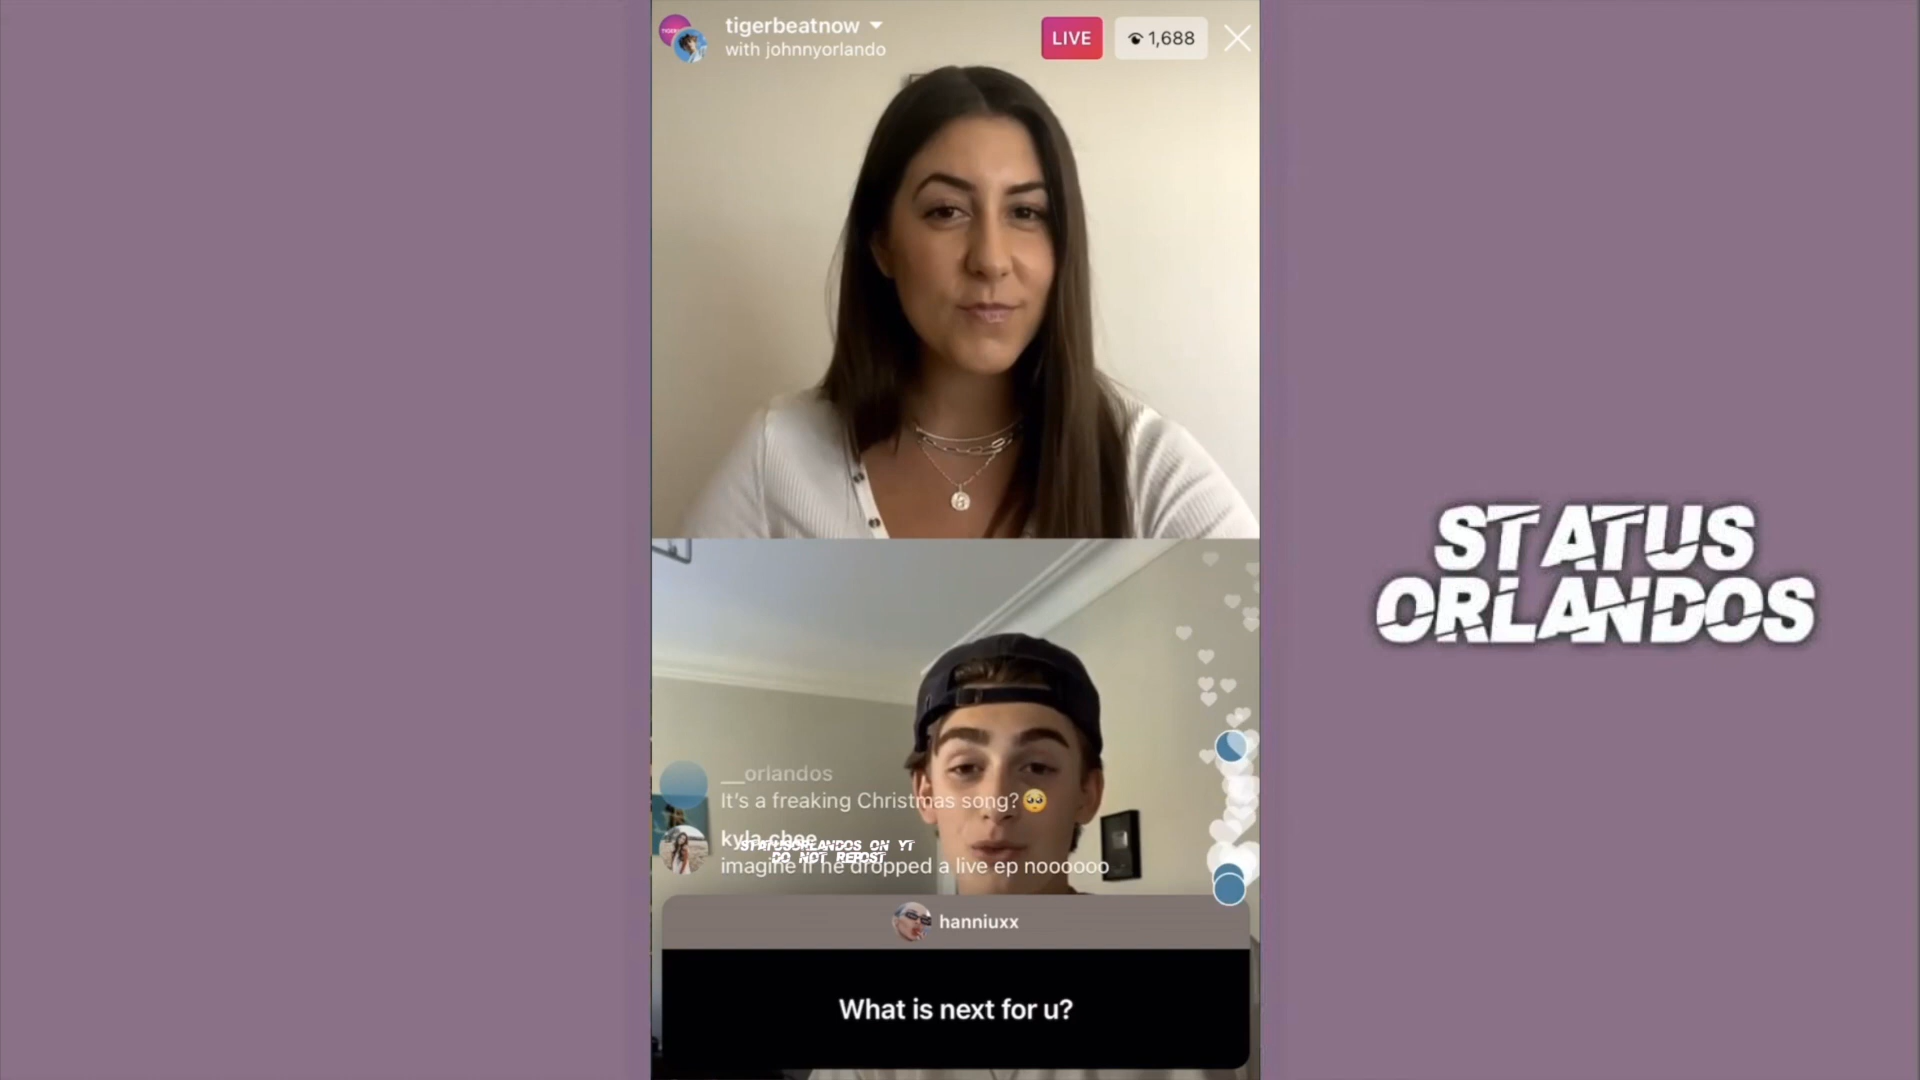 tigerbeatnow
with johnnyorlando
LIVE
1,688
STATUS
ORLANDOS
__orlandos
It's a freaking Christmas song?🥺
kyla.chee
STATUSORLANDOS ON YT
DO NOT REPOST
imagine if he dropped a live ep noooooo
hanniuxx
What is next for u?